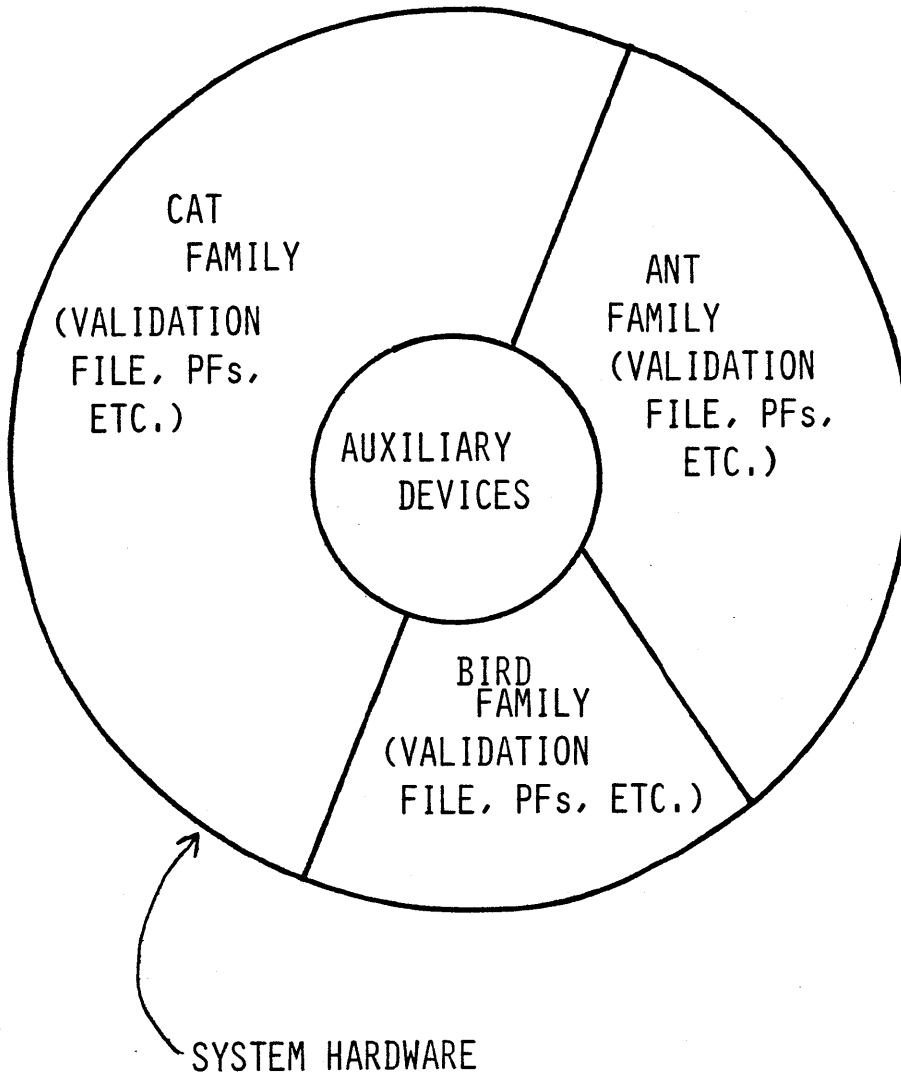 CAT
FAMILY
(VALIDATION
FILE, PFs,
ETC.)
ANT
FAMILY
(VALIDATION
FILE, PFs,
ETC.)
AUXILIARY
DEVICES
BIRD
FAMILY
(VALIDATION
FILE, PFs, ETC.)
SYSTEM HARDWARE